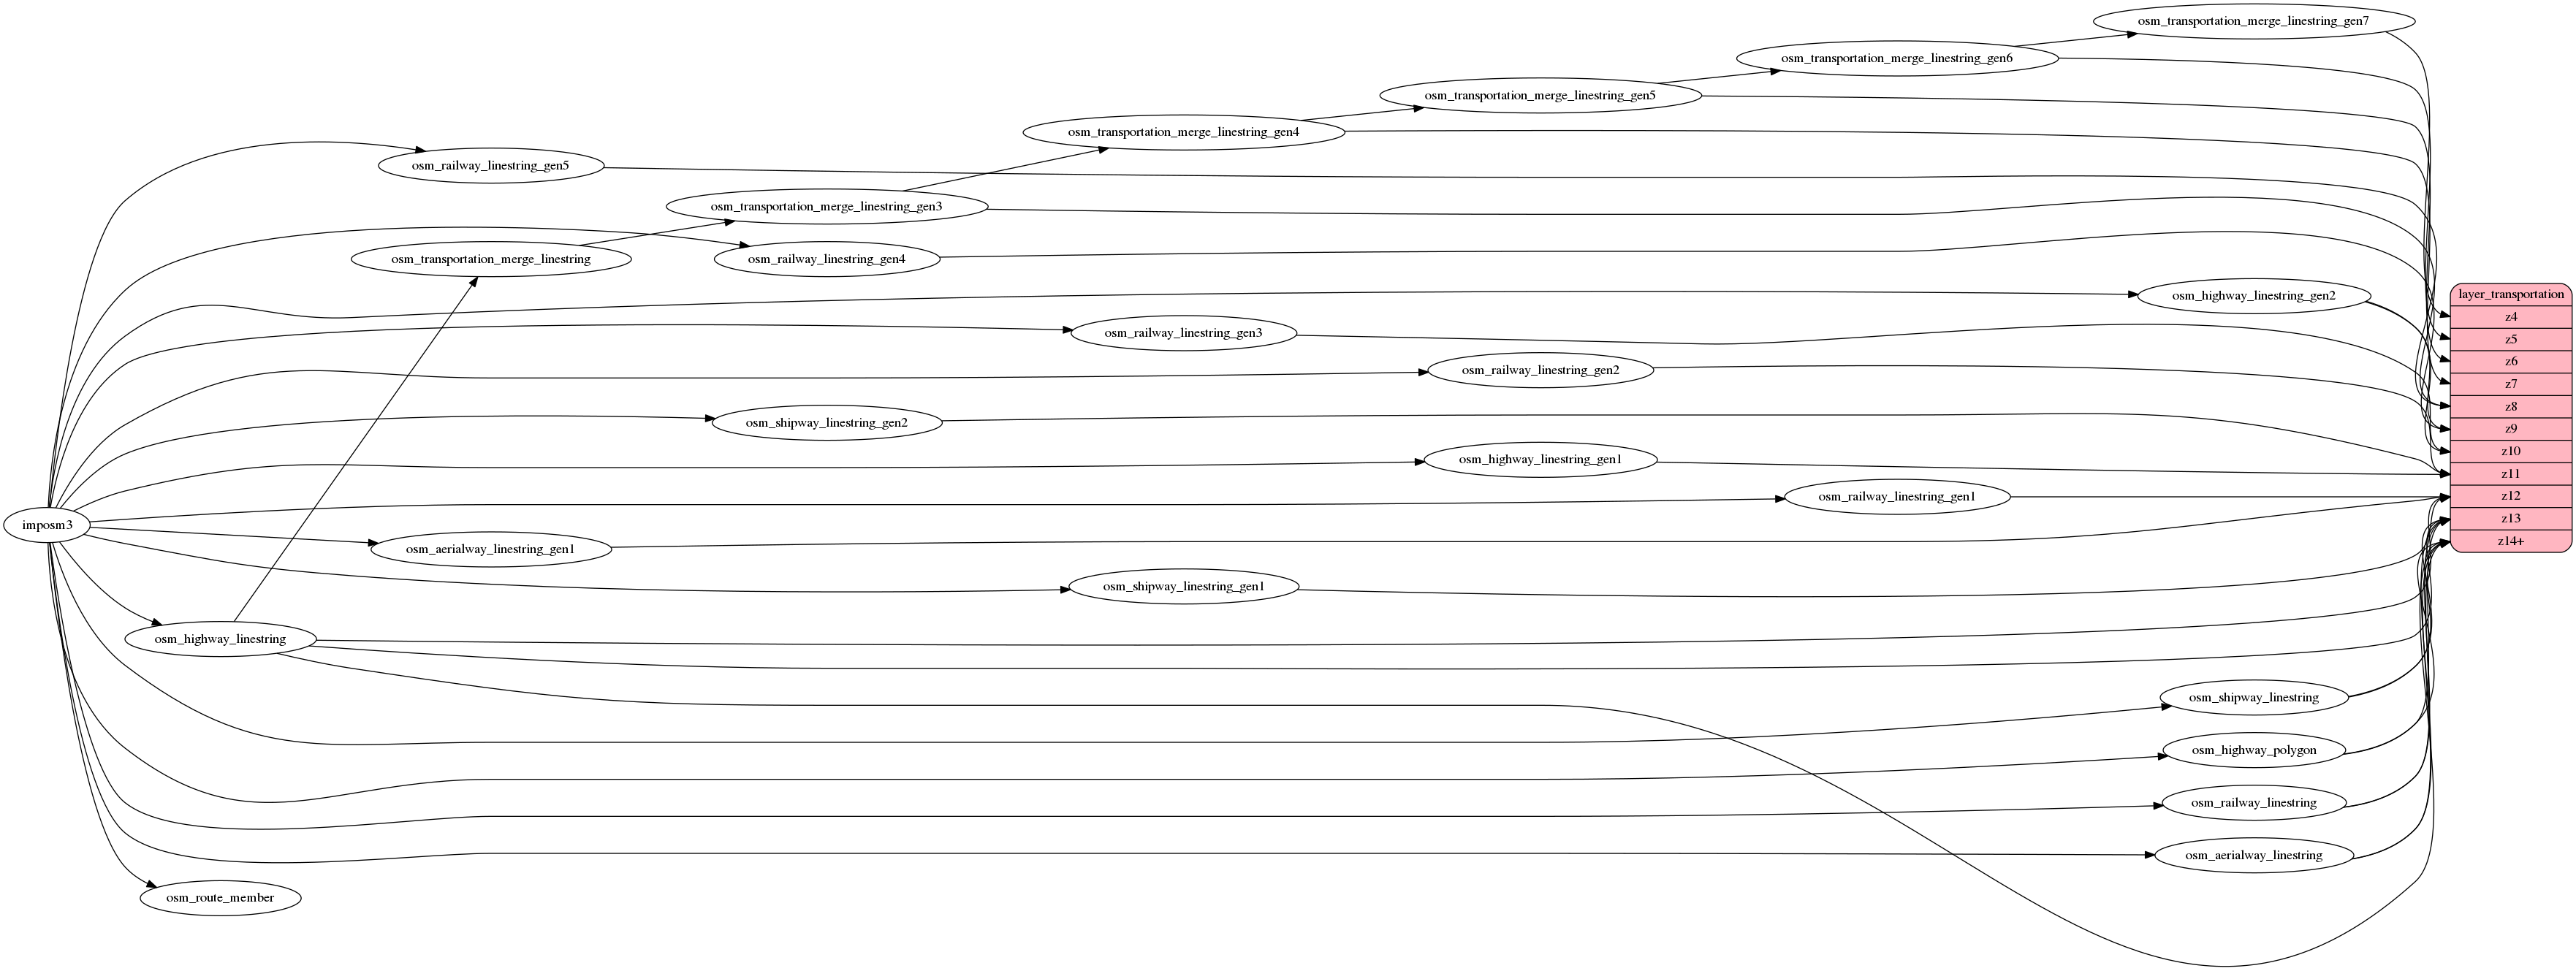 osm_transportation_merge_linestring_gen7
osm_transportation_merge_linestring_gen6
osm_transportation_merge_linestring_gen5
osm_transportation_merge_linestring_gen4
osm_railway_linestring_gen5
osm_transportation_merge_linestring_gen3
osm_transportation_merge_linestring
osm_railway_linestring_gen4
osm_highway_linestring_gen2
osm_railway_linestring_gen3
osm_railway_linestring_gen2
osm_shipway_linestring_gen2
osm_highway_linestring_gen1
osm_railway_linestring_gen1
imposm3
osm_aerialway_linestring_gen1
osm_shipway_linestring_gen1
osm_highway_linestring
osm_shipway_linestring
osm_highway_polygon
osm_railway_linestring
osm_aerialway_linestring
osm_route_member
layer_transportation
z4
z5
z6
z7
z8
z9
z10
z11
z12
z13
z14+